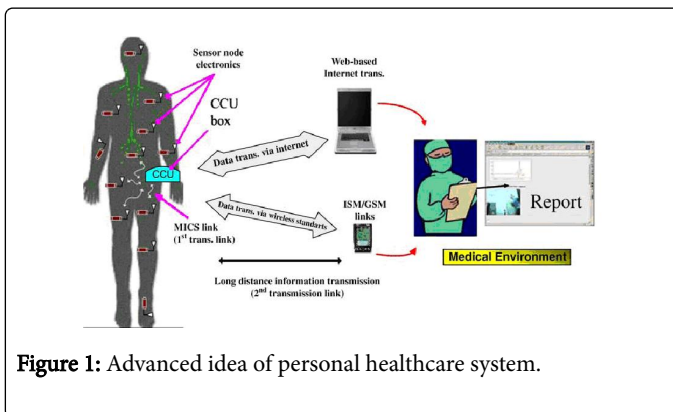 Sensor node
electronics
CCU
box
CCU
MICS link
(1st trans. link)
Web-based
Internet trans.
Data trans. via internet
Data trans. via wireless standarts
ISM/GSM
links
Long distance information transmission
(2nd transmission link)
Report
Medical Environment
Figure 1: Advanced idea of personal healthcare system.